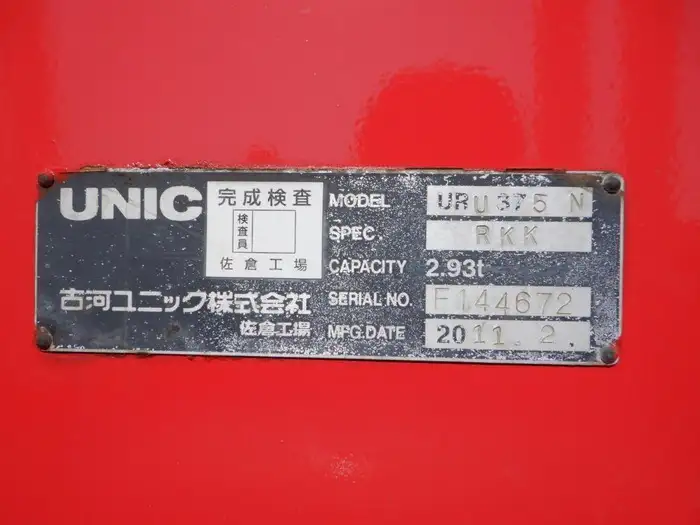 UNIC
完成検査
検査員
佐倉工場
古河ユニック株式会社
佐倉工場
MODEL URU375N
SPEC. RKK
CAPACITY 2.93t
SERIAL NO. F144672
MFG.DATE 2011.2.